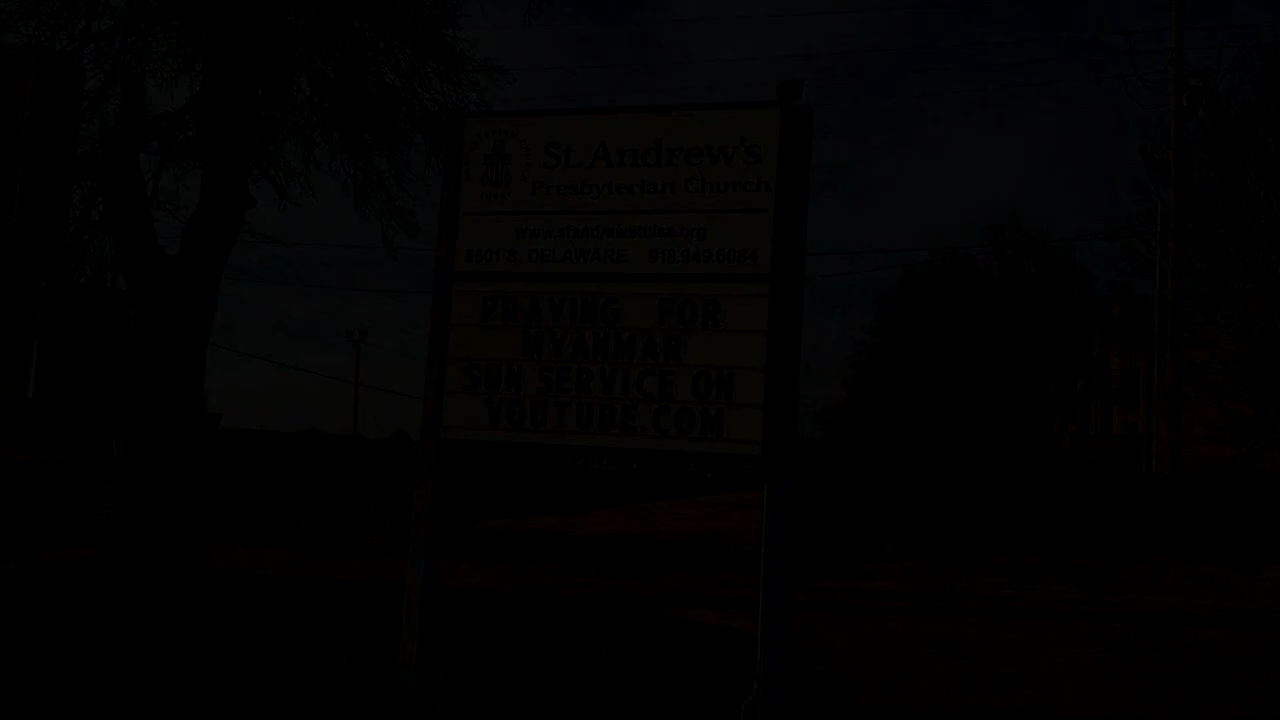 St. Andrew's
Presbyterian Church
www.standrewstulsa.org
8601 S. DELAWARE 918.949.6084
PRAYING FOR
MYANMAR
SUN SERVICE ON
YOUTUBE.COM